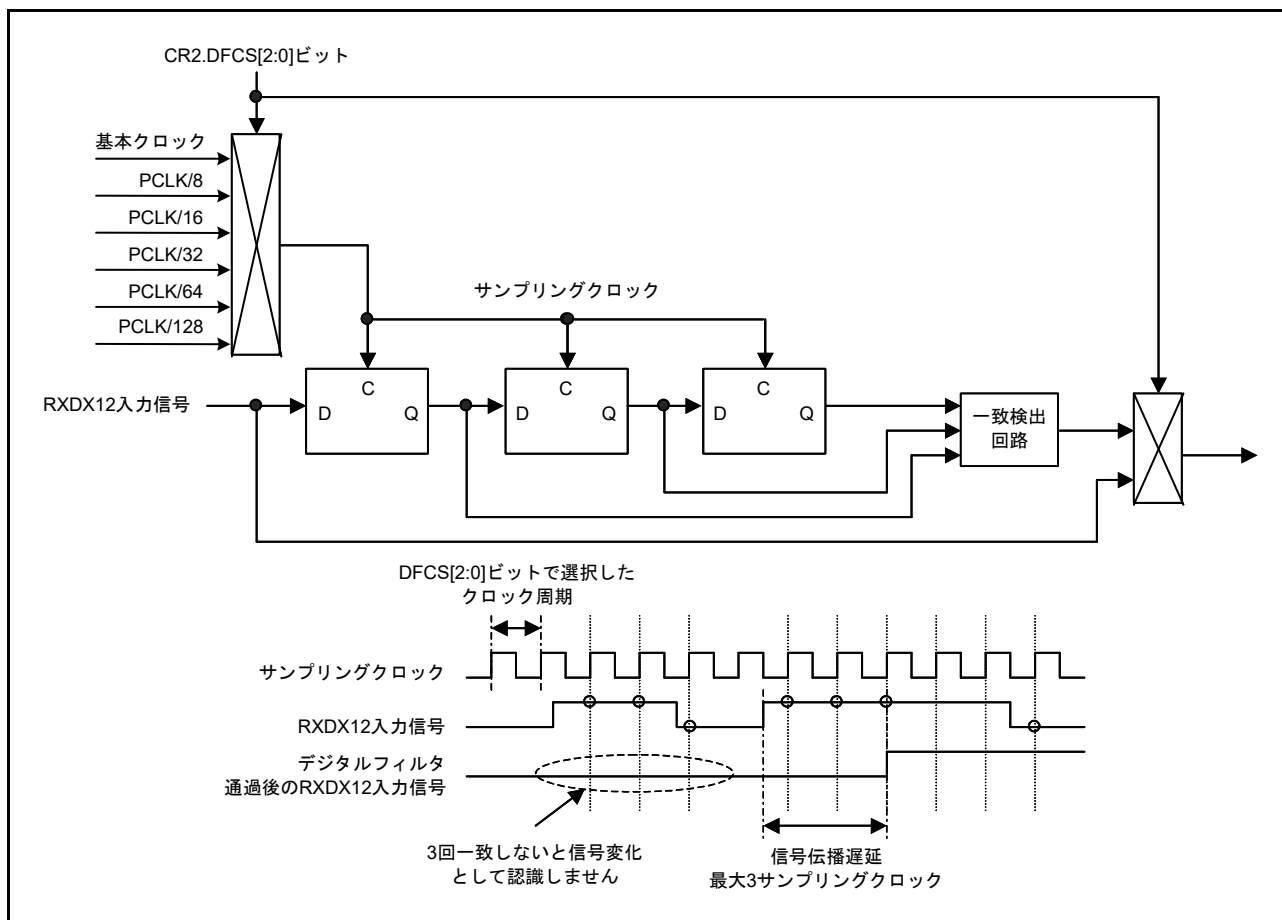 CR2.DFCS[2:0]ビット
基本クロック
PCLK/8
PCLK/16
PCLK/32
PCLK/64
PCLK/128
サンプリングクロック
RXDX12入力信号
C
D
Q
C
D
Q
C
D
Q
一致検出
回路
DFCS[2:0]ビットで選択した
クロック周期
サンプリングクロック
RXDX12入力信号
デジタルフィルタ
通過後のRXDX12入力信号
3回一致しないと信号変化
として認識しません
信号伝播遅延
最大3サンプリングクロック